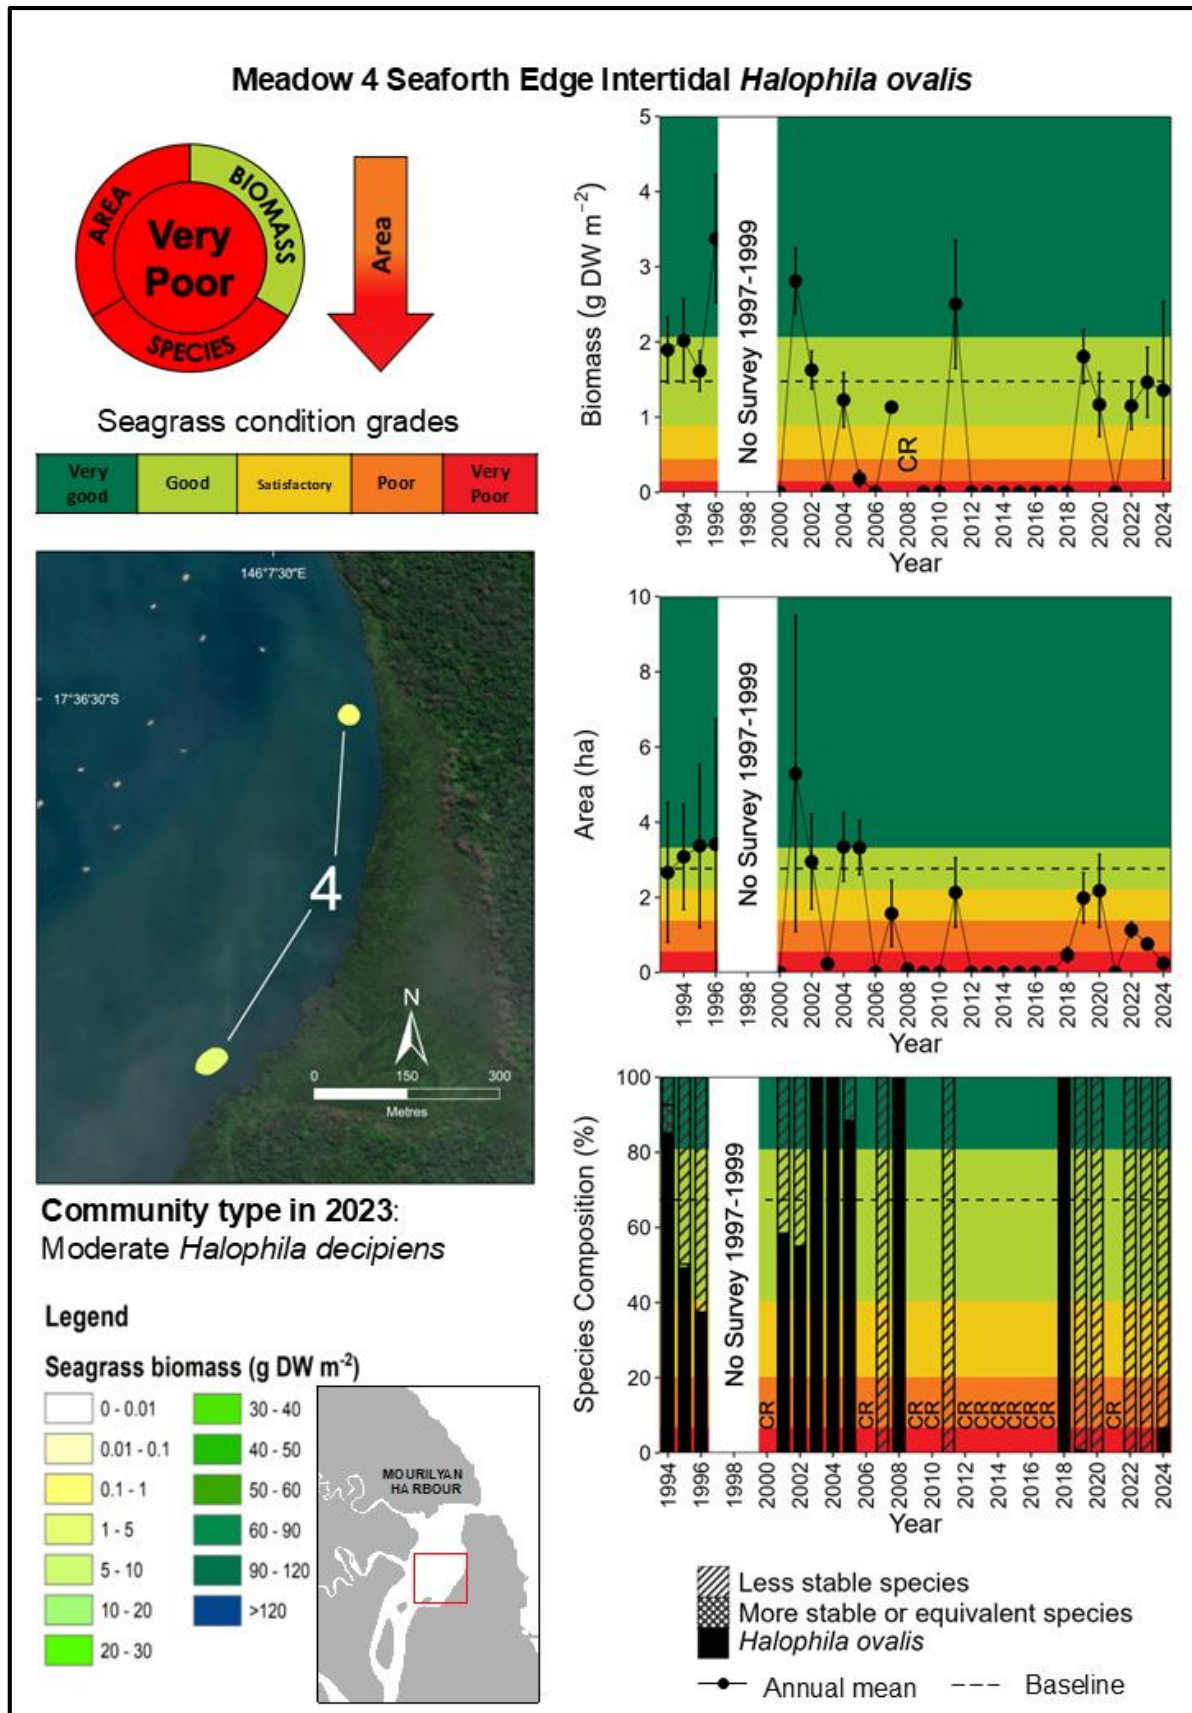 Meadow 4 Seaforth Edge Intertidal Halophila ovalis
AREA
BIOMASS
Very
Poor
SPECIES
Area
Seagrass condition grades
Very good
Good
Satisfactory
Poor
Very Poor
146°7'30"E
17°36'30"S
4
N
0 150 300
Metres
Community type in 2023:
Moderate Halophila decipiens
Legend
Seagrass biomass (g DW m⁻²)
0 - 0.01
0.01 - 0.1
0.1 - 1
1 - 5
5 - 10
10 - 20
20 - 30
30 - 40
40 - 50
50 - 60
60 - 90
90 - 120
>120
MOURILYAN
HARBOUR
Biomass (g DW m⁻²)
5
4
3
2
1
0
No Survey 1997-1999
CR
1994 1996 1998 2000 2002 2004 2006 2008 2010 2012 2014 2016 2018 2020 2022 2024
Year
Area (ha)
10
8
6
4
2
0
No Survey 1997-1999
1994 1996 1998 2000 2002 2004 2006 2008 2010 2012 2014 2016 2018 2020 2022 2024
Year
Species Composition (%)
100
80
60
40
20
0
No Survey 1997-1999
CR CR CR CR CR CR CR CR CR CR CR
1994 1996 1998 2000 2002 2004 2006 2008 2010 2012 2014 2016 2018 2020 2022 2024
Year
Less stable species
More stable or equivalent species
Halophila ovalis
Annual mean
Baseline